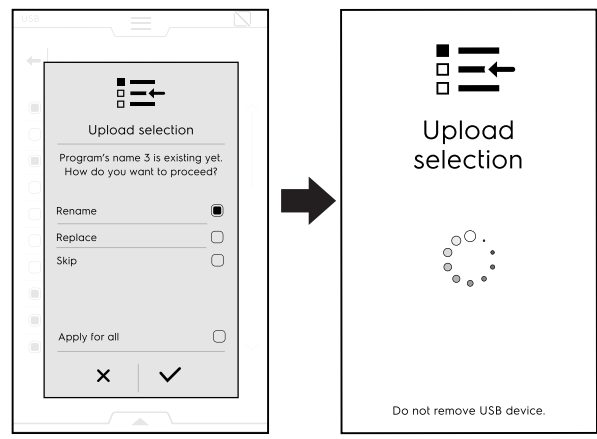 USB
Upload selection
Program's name 3 is existing yet.
How do you want to proceed?
Rename
Replace
Skip
Apply for all
Upload
selection
Do not remove USB device.